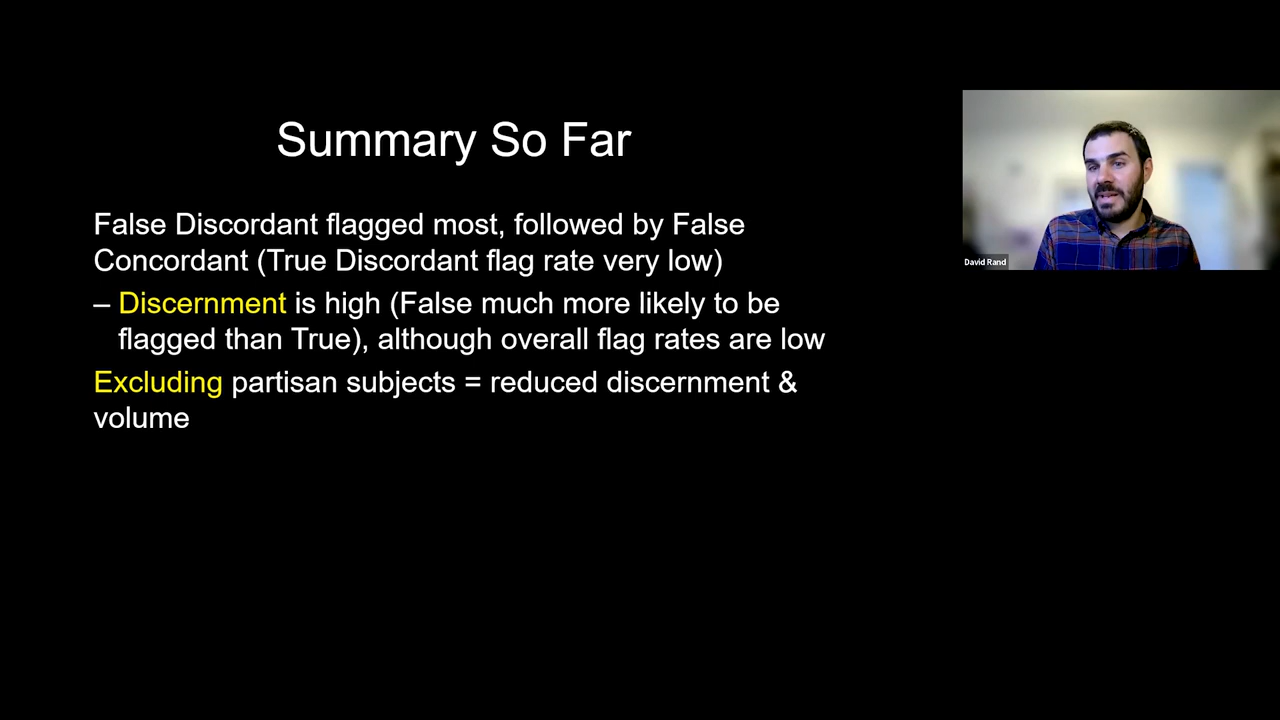 Summary So Far
False Discordant flagged most, followed by False
Concordant (True Discordant flag rate very low)
– Discernment is high (False much more likely to be
flagged than True), although overall flag rates are low
Excluding partisan subjects = reduced discernment &
volume
David Rand